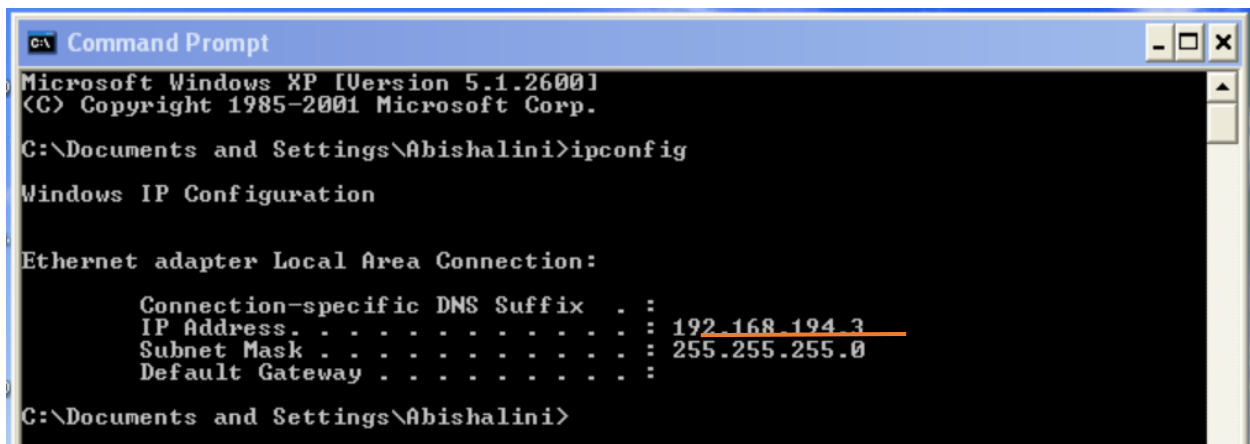 Command Prompt
Microsoft Windows XP [Version 5.1.2600]
(C) Copyright 1985-2001 Microsoft Corp.
C:\Documents and Settings\Abishalini>ipconfig
Windows IP Configuration
Ethernet adapter Local Area Connection:
Connection-specific DNS Suffix . :
IP Address. . . . . . . . . . . . : 192.168.194.3
Subnet Mask . . . . . . . . . . . : 255.255.255.0
Default Gateway . . . . . . . . . :
C:\Documents and Settings\Abishalini>